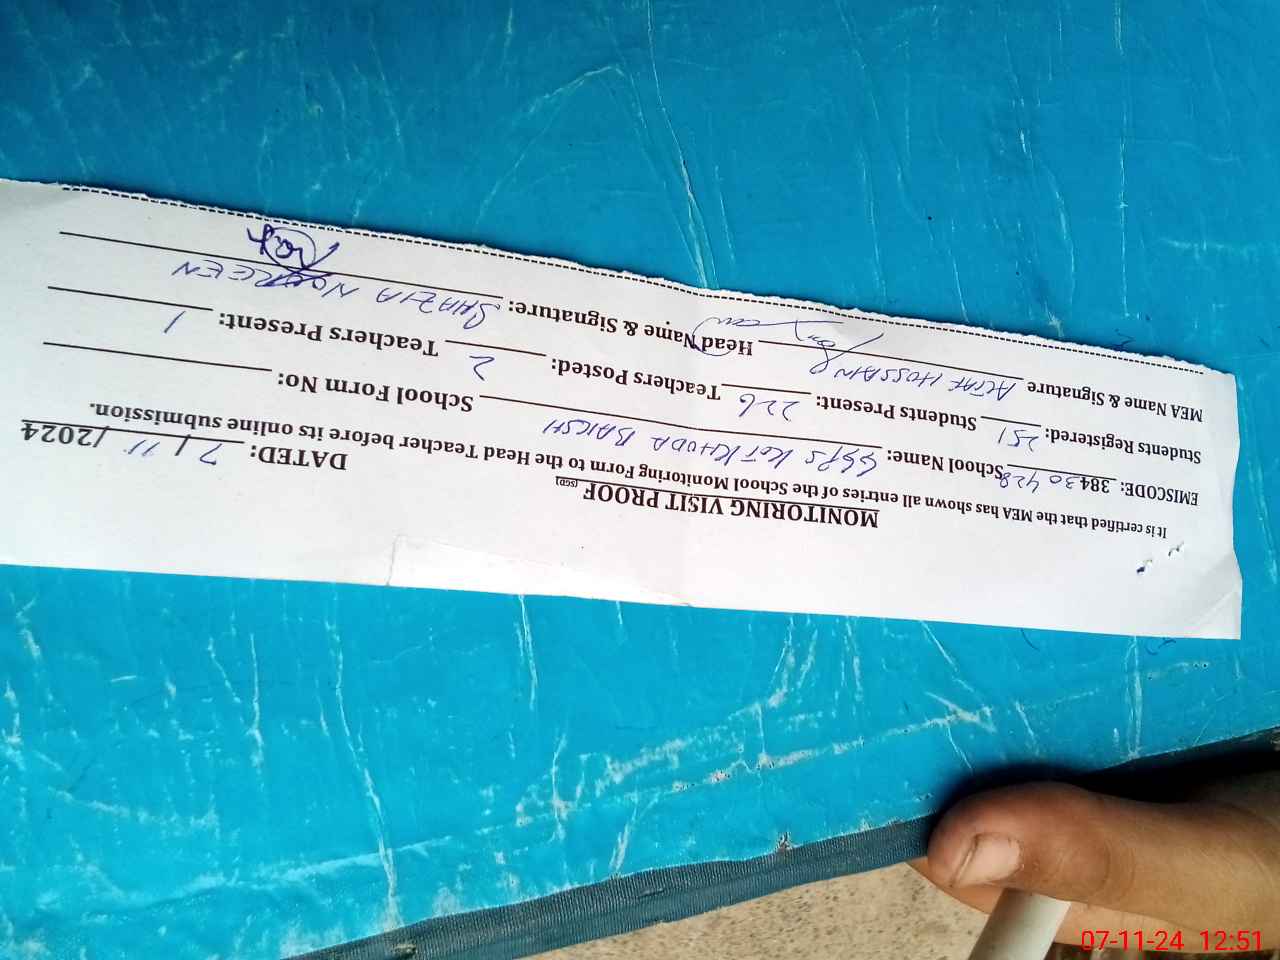 MONITORING VISIT PROOF (SGD)
DATED: 7/11/2024
It is certified that the MEA has shown all entries of the School Monitoring Form to the Head Teacher before its online submission.
EMISCODE: 38430428 School Name: GGPS KOT KHUDA BAKSH School Form No:
Students Registered: 251 Students Present: 226 Teachers Posted: 2 Teachers Present: 1
MEA Name & Signature ALTAF HUSSAIN Head Name & Signature: SHAZIA NOUREEN
07-11-24 12:51